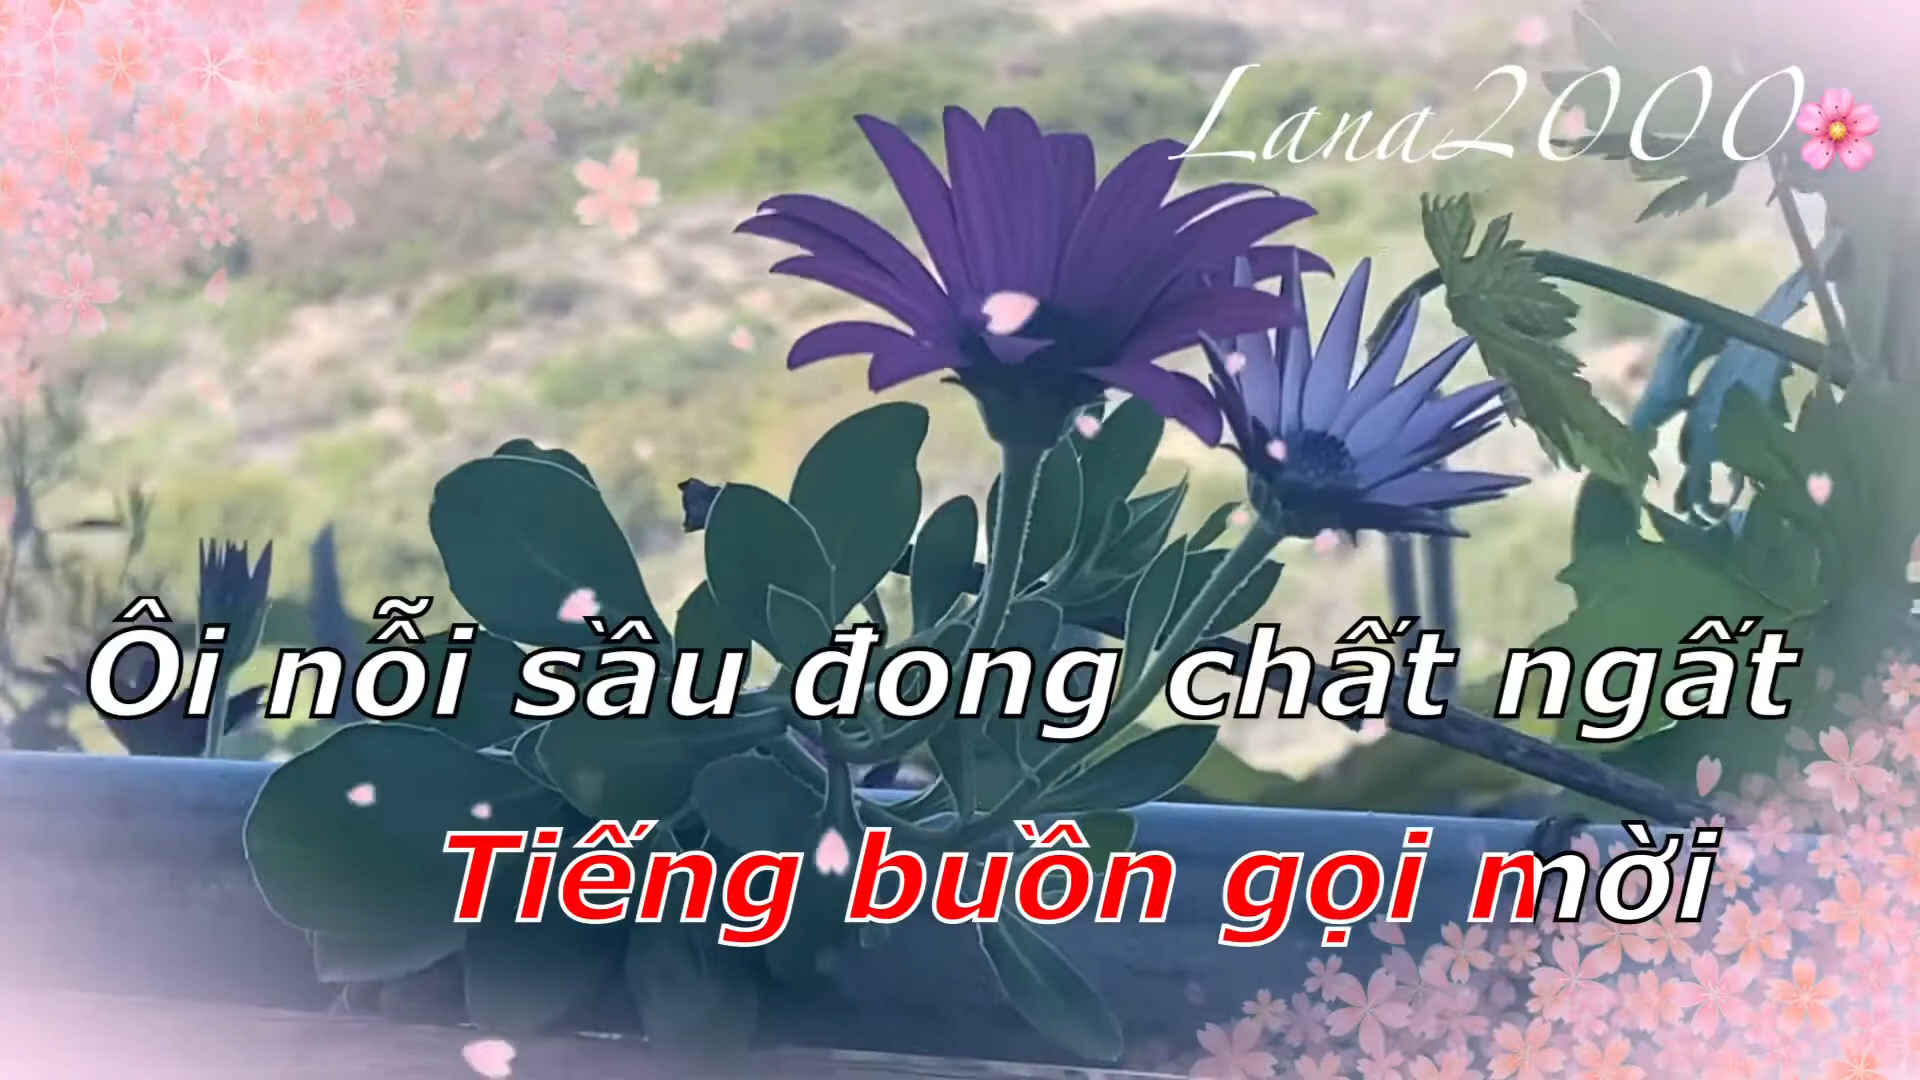 Lana2000🌸
Ôi nỗi sầu đong chất ngất
Tiếng buồn gọi mời